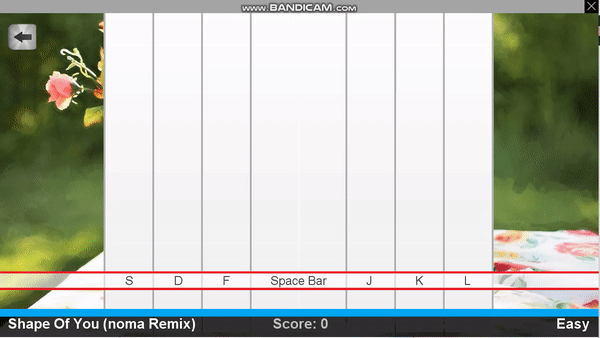 www.BANDICAM.com
S D F Space Bar J K L
Shape Of You (noma Remix) Score: 0 Easy